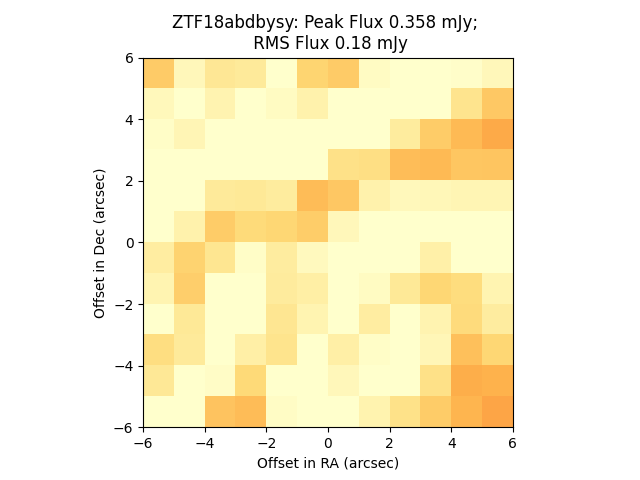 ZTF18abdbysy: Peak Flux 0.358 mJy;
RMS Flux 0.18 mJy
6
4
2
0
−2
−4
−6
Offset in Dec (arcsec)
−6 −4 −2 0 2 4 6
Offset in RA (arcsec)